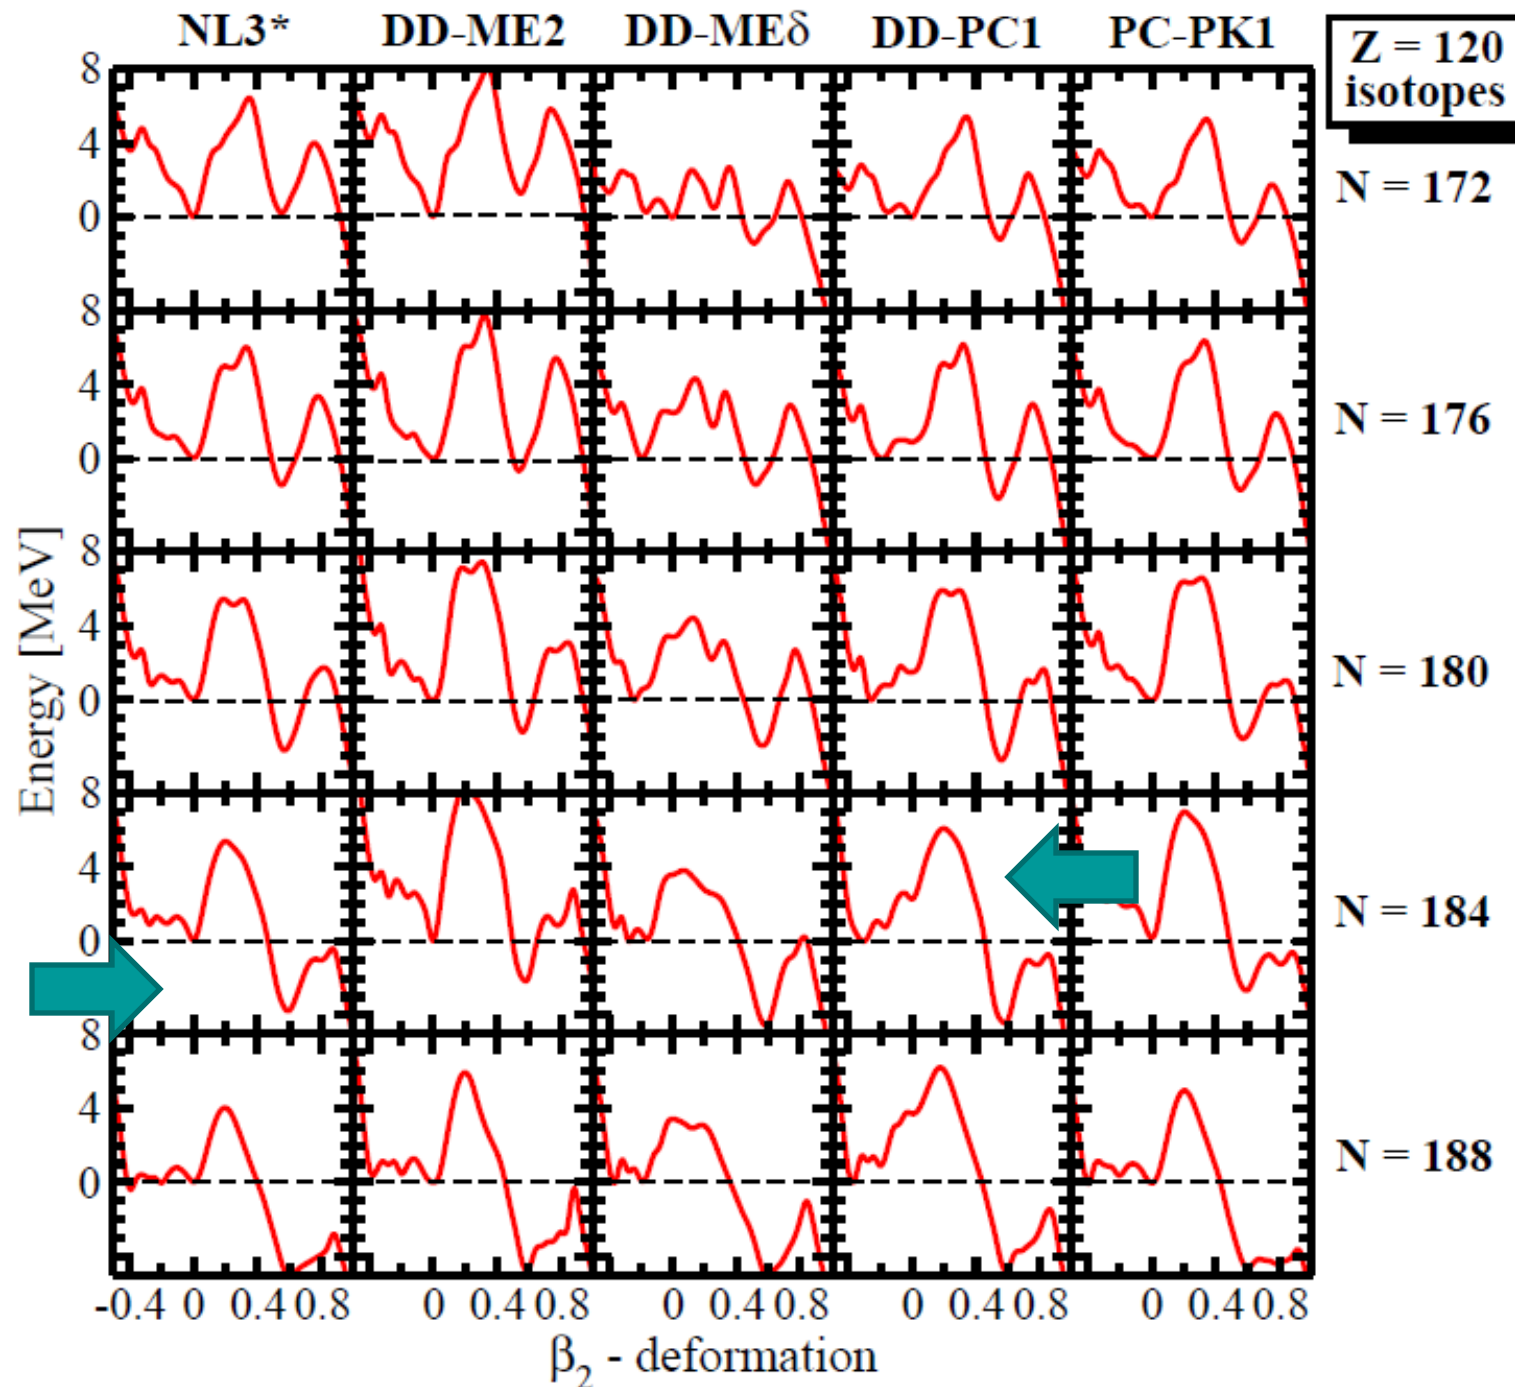 NL3* DD-ME2 DD-MEδ DD-PC1 PC-PK1
Z = 120
isotopes
8
4
0
N = 172
8
4
0
N = 176
8
4
0
N = 180
8
4
0
N = 184
8
4
0
N = 188
Energy [MeV]
-0.4 0 0.4 0.8 0 0.4 0.8 0 0.4 0.8 0 0.4 0.8 0 0.4 0.8
β₂ - deformation